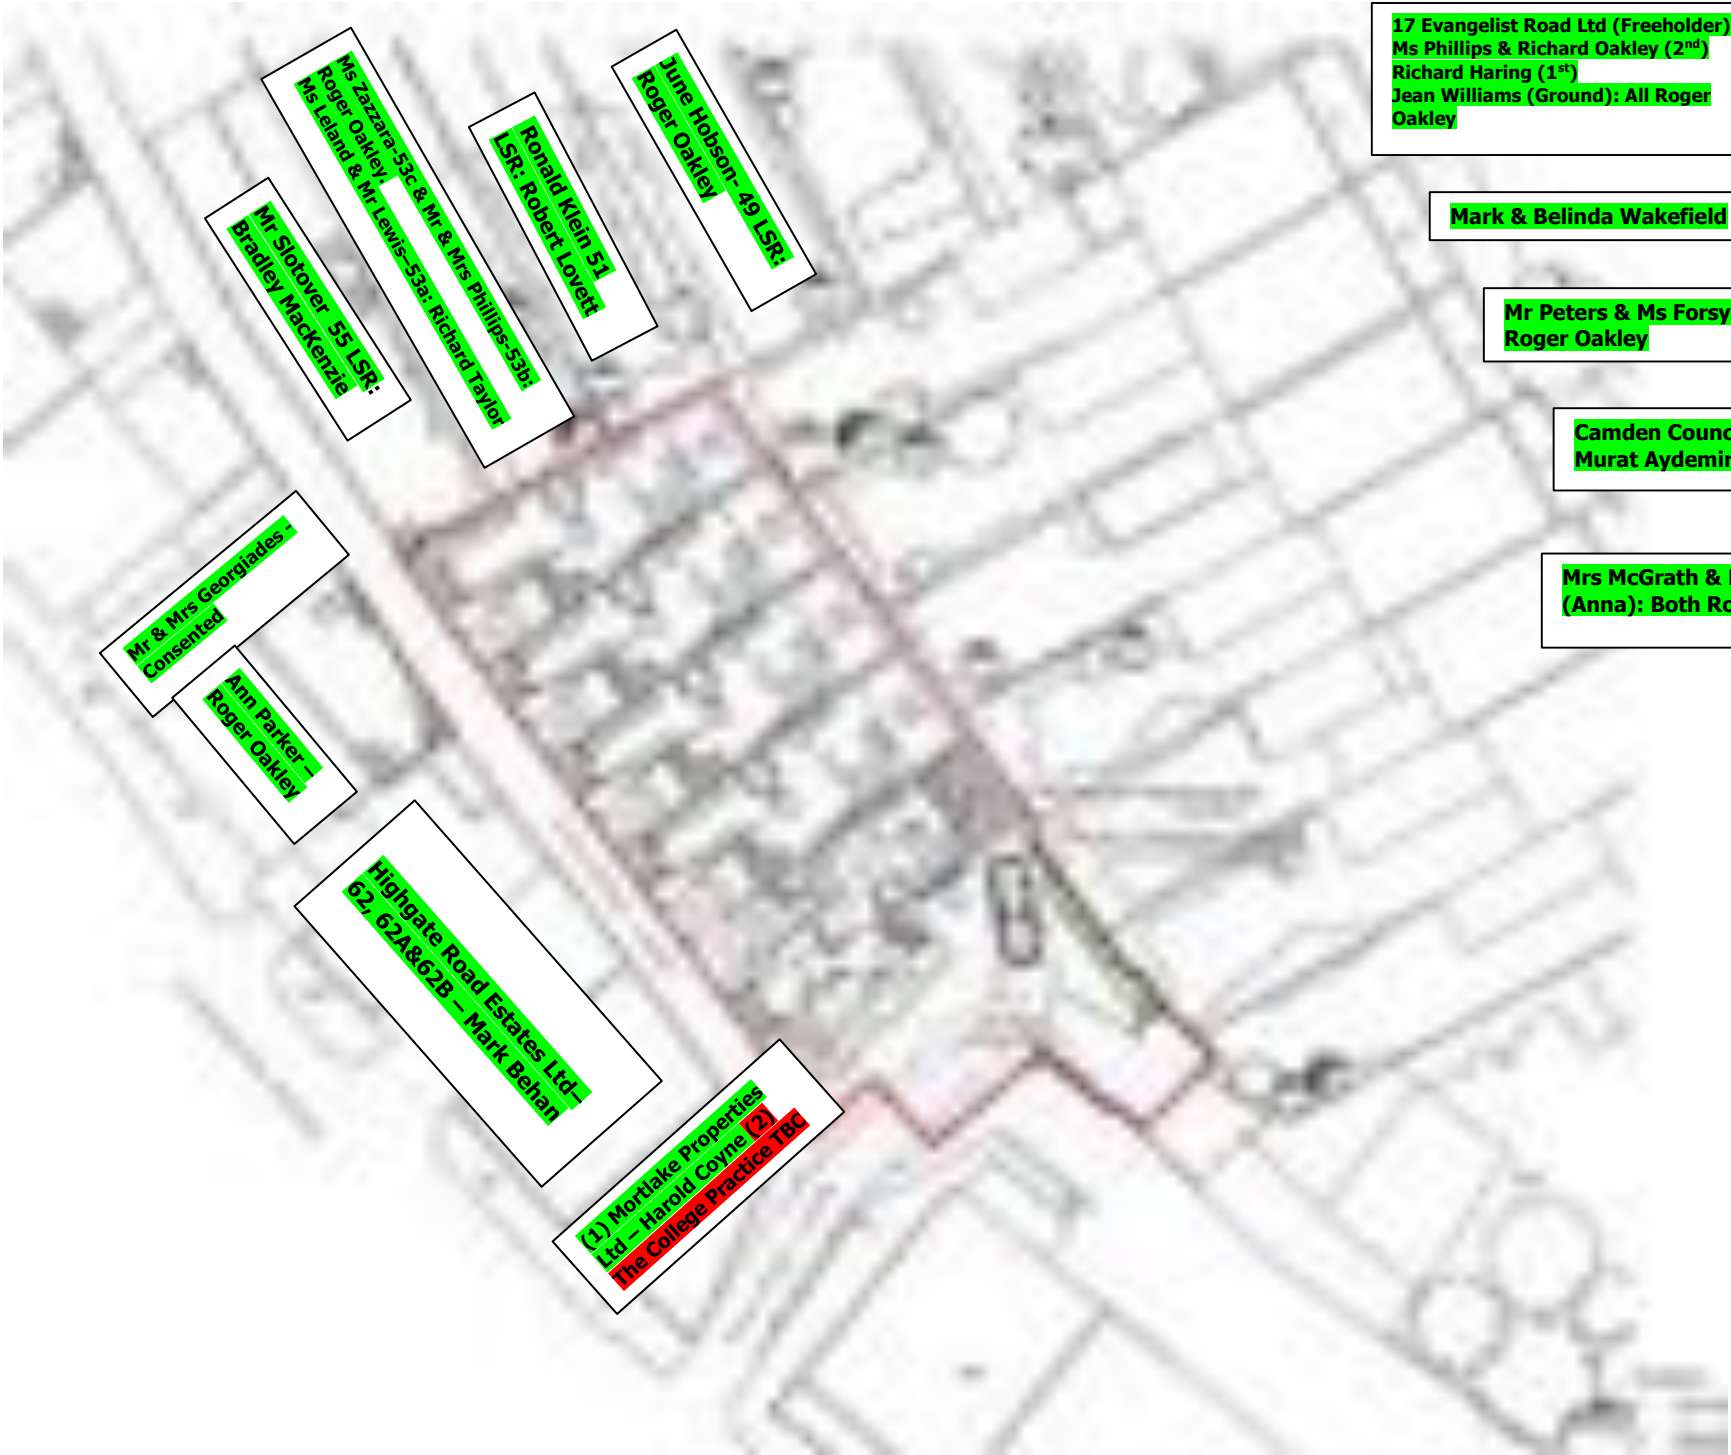 17 Evangelist Road Ltd (Freeholder)
Ms Phillips & Richard Oakley (2nd)
Richard Haring (1st)
Jean Williams (Ground): All Roger
Oakley
Mark & Belinda Wakefield
Mr Peters & Ms Forsy
Roger Oakley
Camden Counc
Murat Aydemir
Mrs McGrath &
(Anna): Both Ro
June Hobson- 49 LSR:
Roger Oakley
Ronald Klein 51
LSR: Robert Lovett
Ms Zazzara-53c & Mr & Mrs Phillips-53b:
Roger Oakley.
Ms Leland & Mr Lewis-53a: Richard Taylor
Mr Slotover 55 LSR:
Bradley MacKenzie
Mr & Mrs Georgiades -
Consented
Ann Parker –
Roger Oakley
Highgate Road Estates Ltd–
62, 62A&62B – Mark Behan
(1) Mortlake Properties
Ltd – Harold Coyne (2)
The College Practice TBC